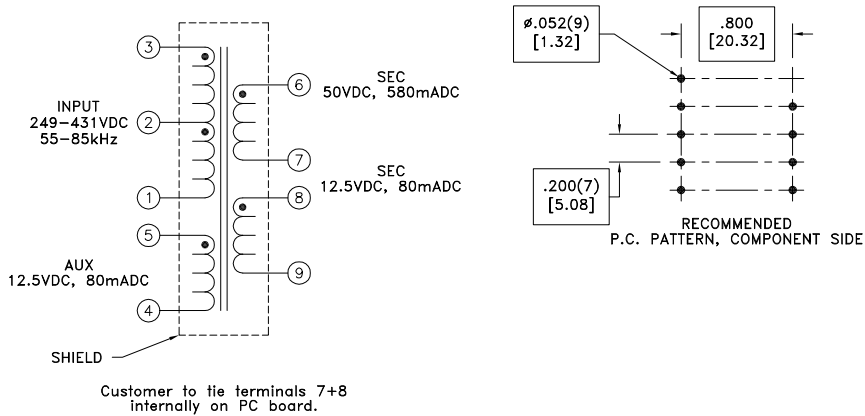 3
INPUT
249-431VDC
55-85kHz
2
1
5
AUX
12.5VDC, 80mADC
4
SHIELD
6
SEC
50VDC, 580mADC
7
SEC
12.5VDC, 80mADC
8
9
Customer to tie terminals 7+8
internally on PC board.
ø.052(9)
[1.32]
.800
[20.32]
.200(7)
[5.08]
RECOMMENDED
P.C. PATTERN, COMPONENT SIDE